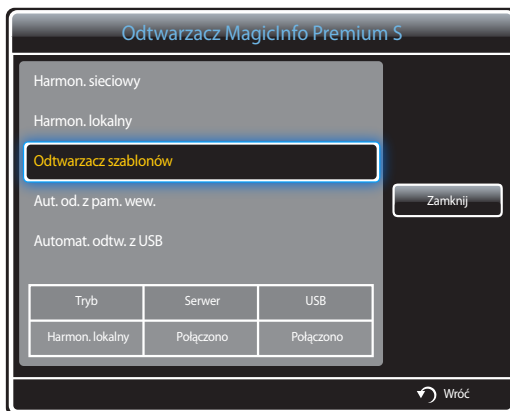 Odtwarzacz MagicInfo Premium S
Harmon. sieciowy
Harmon. lokalny
Odtwarzacz szablonów
Aut. od. z pam. wew.
Zamknij
Automat. odtw. z USB
Tryb Serwer USB
Harmon. lokalny Połączono Połączono
Wróć